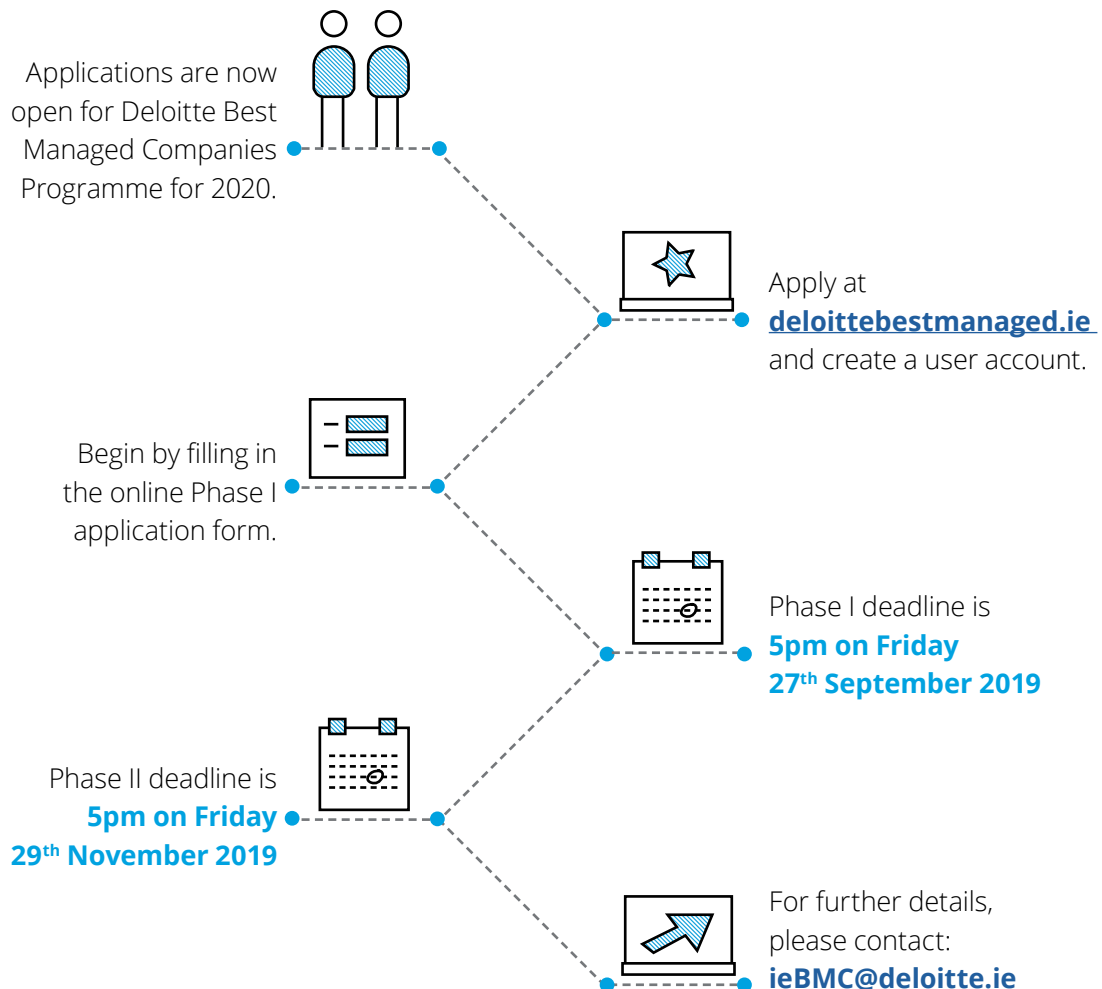 Applications are now
open for Deloitte Best
Managed Companies
Programme for 2020.
Apply at
deloittebestmanaged.ie
and create a user account.
Begin by filling in
the online Phase I
application form.
Phase I deadline is
5pm on Friday
27th September 2019
Phase II deadline is
5pm on Friday
29th November 2019
For further details,
please contact:
ieBMC@deloitte.ie